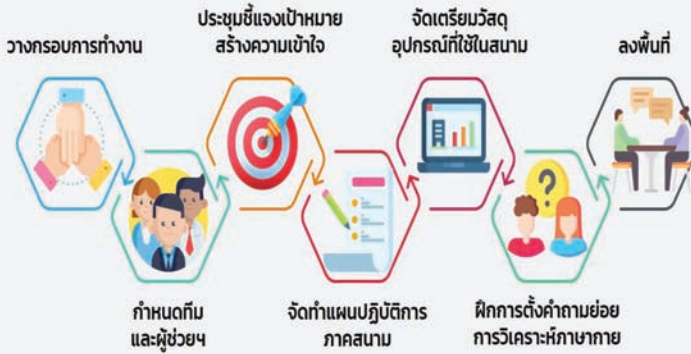 วางกรอบการทำงาน
กำหนดทีม
และผู้ช่วยฯ
ประชุมชี้แจงเป้าหมาย
สร้างความเข้าใจ
จัดทำแผนปฏิบัติการ
ภาคสนาม
จัดเตรียมวัสดุ
อุปกรณ์ที่ใช้ในสนาม
ฝึกการตั้งคำถามย่อย
การวิเคราะห์ภาษากาย
ลงพื้นที่
?